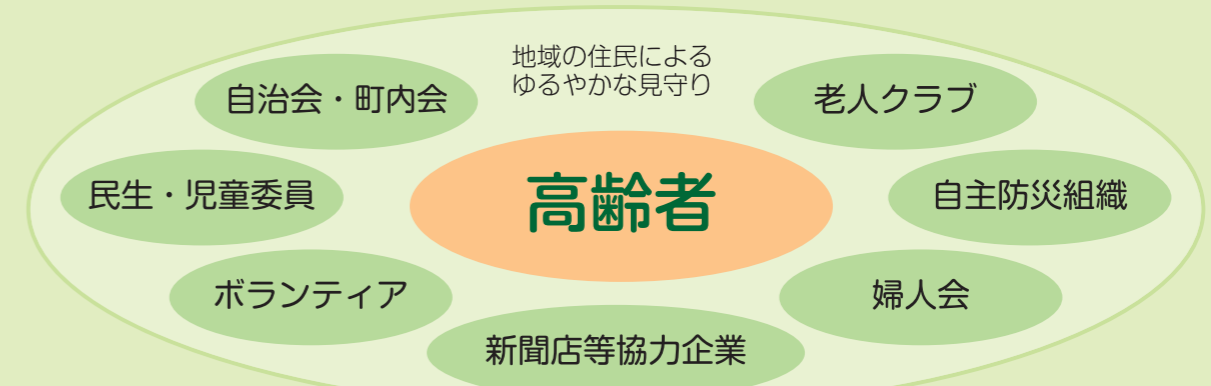 地域の住民による
ゆるやかな見守り
自治会・町内会
老人クラブ
民生・児童委員
高齢者
自主防災組織
ボランティア
婦人会
新聞店等協力企業